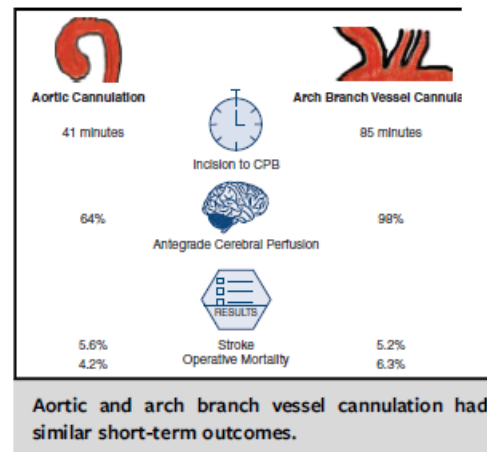 Aortic Cannulation
Arch Branch Vessel Cannula
41 minutes
85 minutes
Incision to CPB
64%
98%
Antegrade Cerebral Perfusion
RESULTS
5.6%
Stroke
5.2%
4.2%
Operative Mortality
6.3%
Aortic and arch branch vessel cannulation had
similar short-term outcomes.